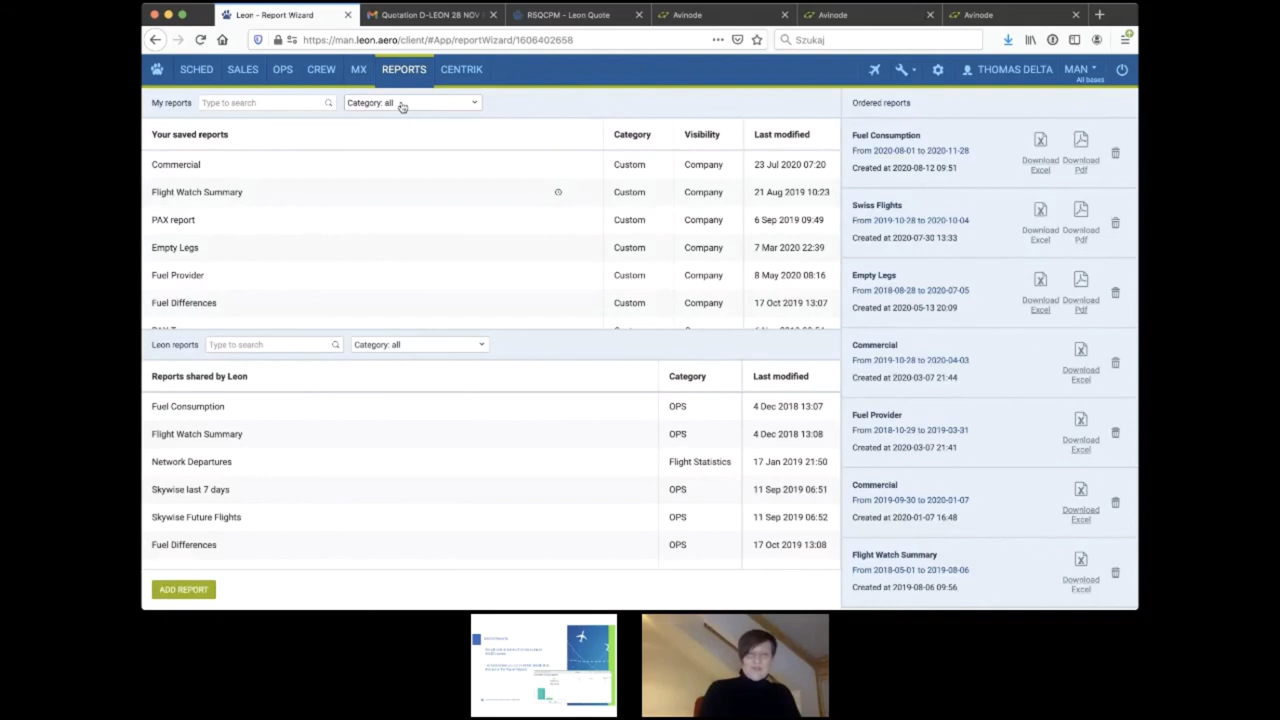 Leon - Report Wizard
Quotation D-LEON 28 NOV
RSQCPM - Leon Quote
Avinode
Avinode
Avinode
https://man.leon.aero/client/#App/reportWizard/1606402658
Szukaj
SCHED SALES OPS CREW MX REPORTS CENTRIK
THOMAS DELTA
MAN
All bases
My reports
Type to search
Category: all
Your saved reports Category Visibility Last modified
Commercial Custom Company 23 Jul 2020 07:20
Flight Watch Summary Custom Company 21 Aug 2019 10:23
PAX report Custom Company 6 Sep 2019 09:49
Empty Legs Custom Company 7 Mar 2020 22:39
Fuel Provider Custom Company 8 May 2020 08:16
Fuel Differences Custom Company 17 Oct 2019 13:07
Leon reports
Type to search
Category: all
Reports shared by Leon Category Last modified
Fuel Consumption OPS 4 Dec 2018 13:07
Flight Watch Summary OPS 4 Dec 2018 13:08
Network Departures Flight Statistics 17 Jan 2019 21:50
Skywise last 7 days OPS 11 Sep 2019 06:51
Skywise Future Flights OPS 11 Sep 2019 06:52
Fuel Differences OPS 17 Oct 2019 13:08
ADD REPORT
Ordered reports
Fuel Consumption
From 2020-08-01 to 2020-11-28
Created at 2020-08-12 09:51
Download Excel
Download Pdf
Swiss Flights
From 2019-10-28 to 2020-10-04
Created at 2020-07-30 13:33
Download Excel
Download Pdf
Empty Legs
From 2018-08-28 to 2020-07-05
Created at 2020-05-13 20:09
Download Excel
Download Pdf
Commercial
From 2019-10-28 to 2020-04-03
Created at 2020-03-07 21:44
Download Excel
Fuel Provider
From 2018-10-29 to 2019-03-31
Created at 2020-03-07 21:41
Download Excel
Commercial
From 2019-09-30 to 2020-01-07
Created at 2020-01-07 16:48
Download Excel
Flight Watch Summary
From 2018-05-01 to 2019-08-06
Created at 2019-08-06 09:56
Download Excel